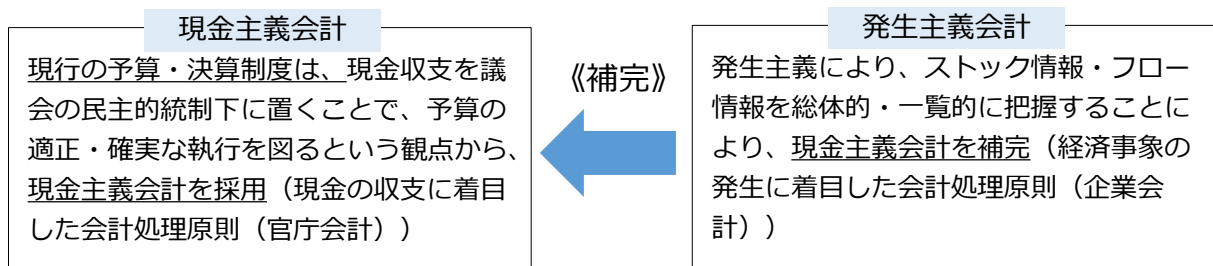 現金主義会計
現行の予算・決算制度は、現金収支を議
会の民主的統制下に置くことで、予算の
適正・確実な執行を図るという観点から、
現金主義会計を採用（現金の収支に着目
した会計処理原則（官庁会計））
《補完》
発生主義会計
発生主義により、ストック情報・フロー
情報を総体的・一覧的に把握することに
より、現金主義会計を補完（経済事象の
発生に着目した会計処理原則（企業会
計））